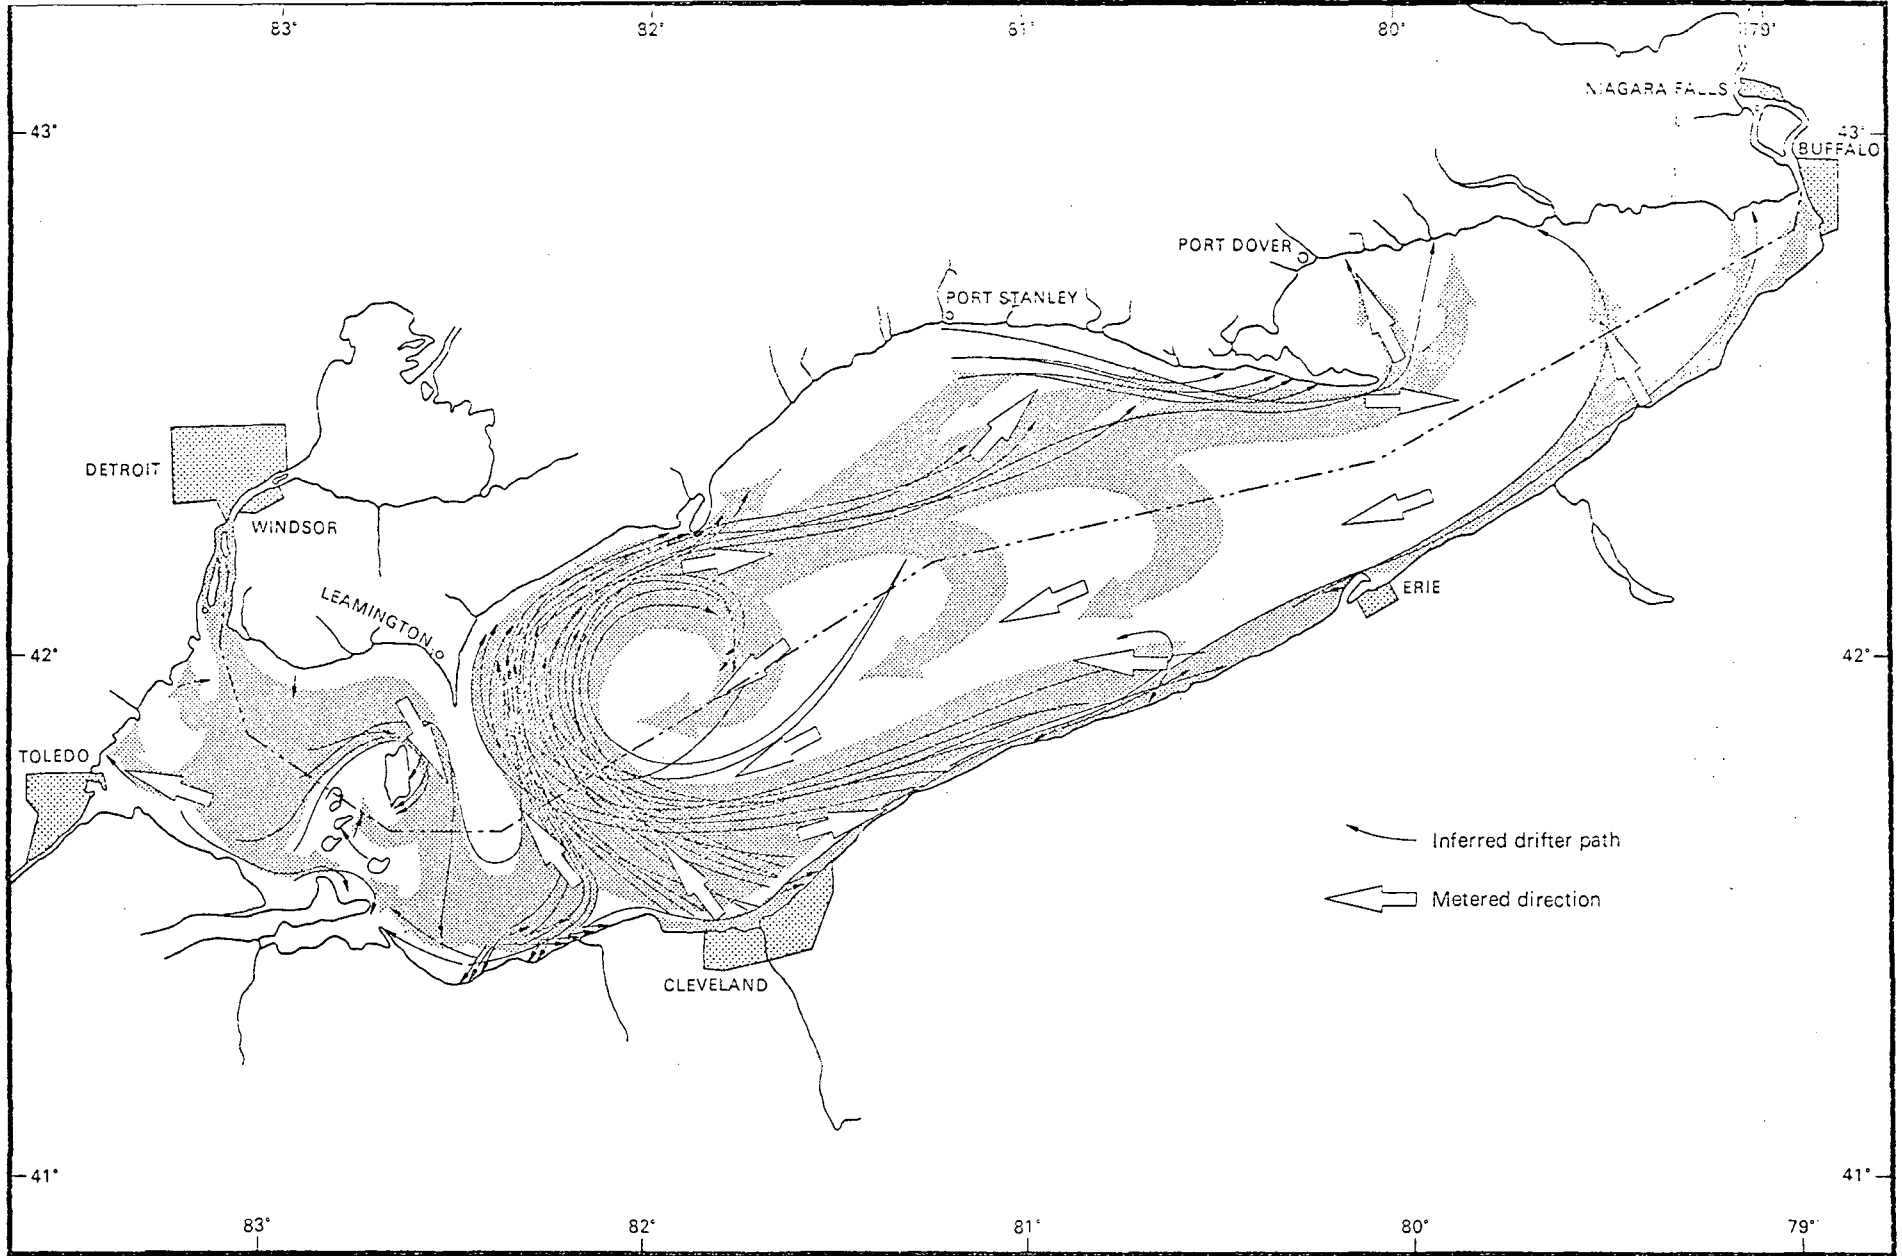 83°
82°
81°
80°
79°
NIAGARA FALLS
43°
43°
BUFFALO
PORT DOVER
PORT STANLEY
DETROIT
WINDSOR
LEAMINGTON
ERIE
42°
42°
TOLEDO
Inferred drifter path
Metered direction
CLEVELAND
41°
41°
83°
82°
81°
80°
79°